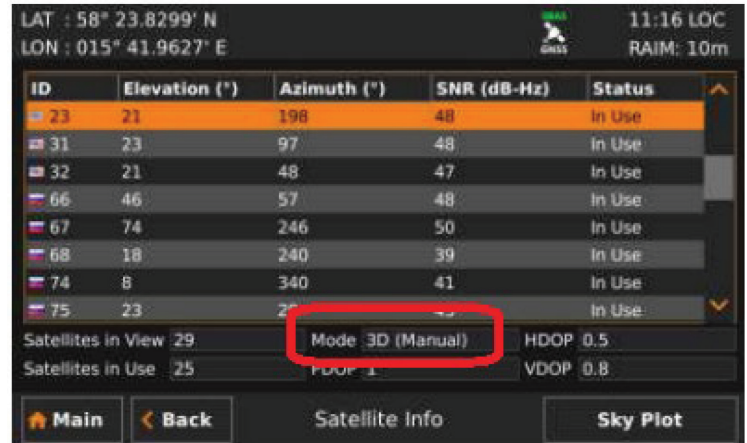 LAT : 58° 23.8299' N
LON : 015° 41.9627' E
SBAS
GNSS
11:16 LOC
RAIM: 10m
ID Elevation (°) Azimuth (°) SNR (dB-Hz) Status
23 21 198 48 In Use
31 23 97 48 In Use
32 21 48 47 In Use
66 46 57 48 In Use
67 74 246 50 In Use
68 18 240 39 In Use
74 8 340 41 In Use
75 23 In Use
Satellites in View 29 Mode 3D (Manual) HDOP 0.5
Satellites in Use 25 PDOP 1 VDOP 0.8
Main Back Satellite Info Sky Plot